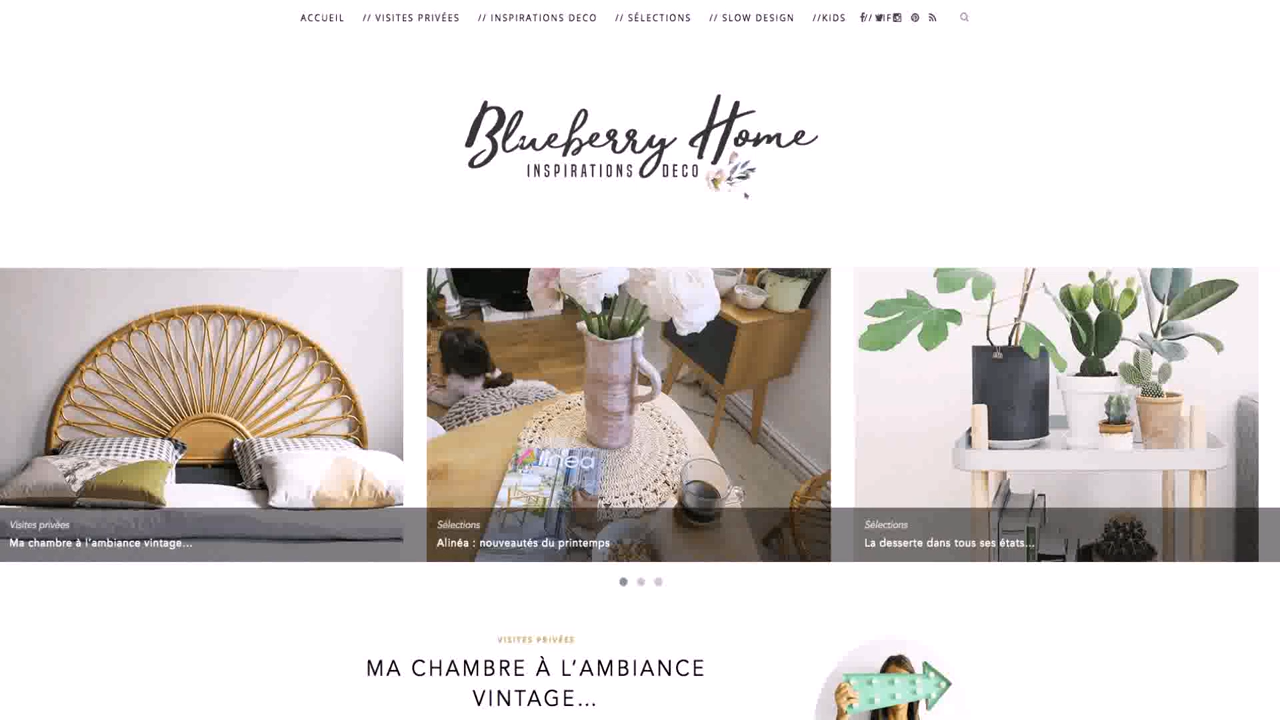 ACCUEIL // VISITES PRIVÉES // INSPIRATIONS DECO // SÉLECTIONS // SLOW DESIGN //KIDS
Blueberry Home
INSPIRATIONS DECO
linéa
Visites privées
Ma chambre à l'ambiance vintage...
Sélections
Alinéa : nouveautés du printemps
Sélections
La desserte dans tous ses états...
VISITES PRIVÉES
MA CHAMBRE À L'AMBIANCE
VINTAGE...